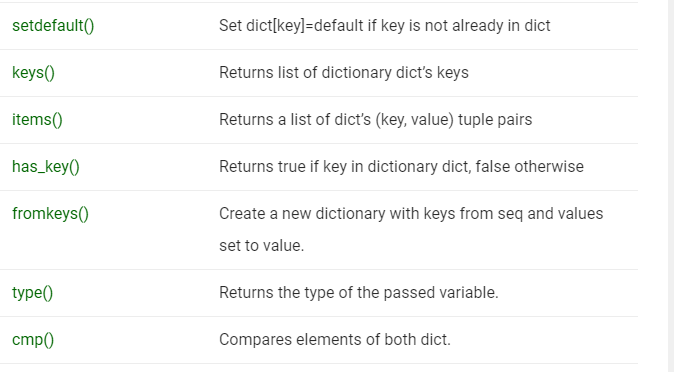 setdefault() Set dict[key]=default if key is not already in dict
keys() Returns list of dictionary dict’s keys
items() Returns a list of dict’s (key, value) tuple pairs
has_key() Returns true if key in dictionary dict, false otherwise
fromkeys() Create a new dictionary with keys from seq and values
set to value.
type() Returns the type of the passed variable.
cmp() Compares elements of both dict.